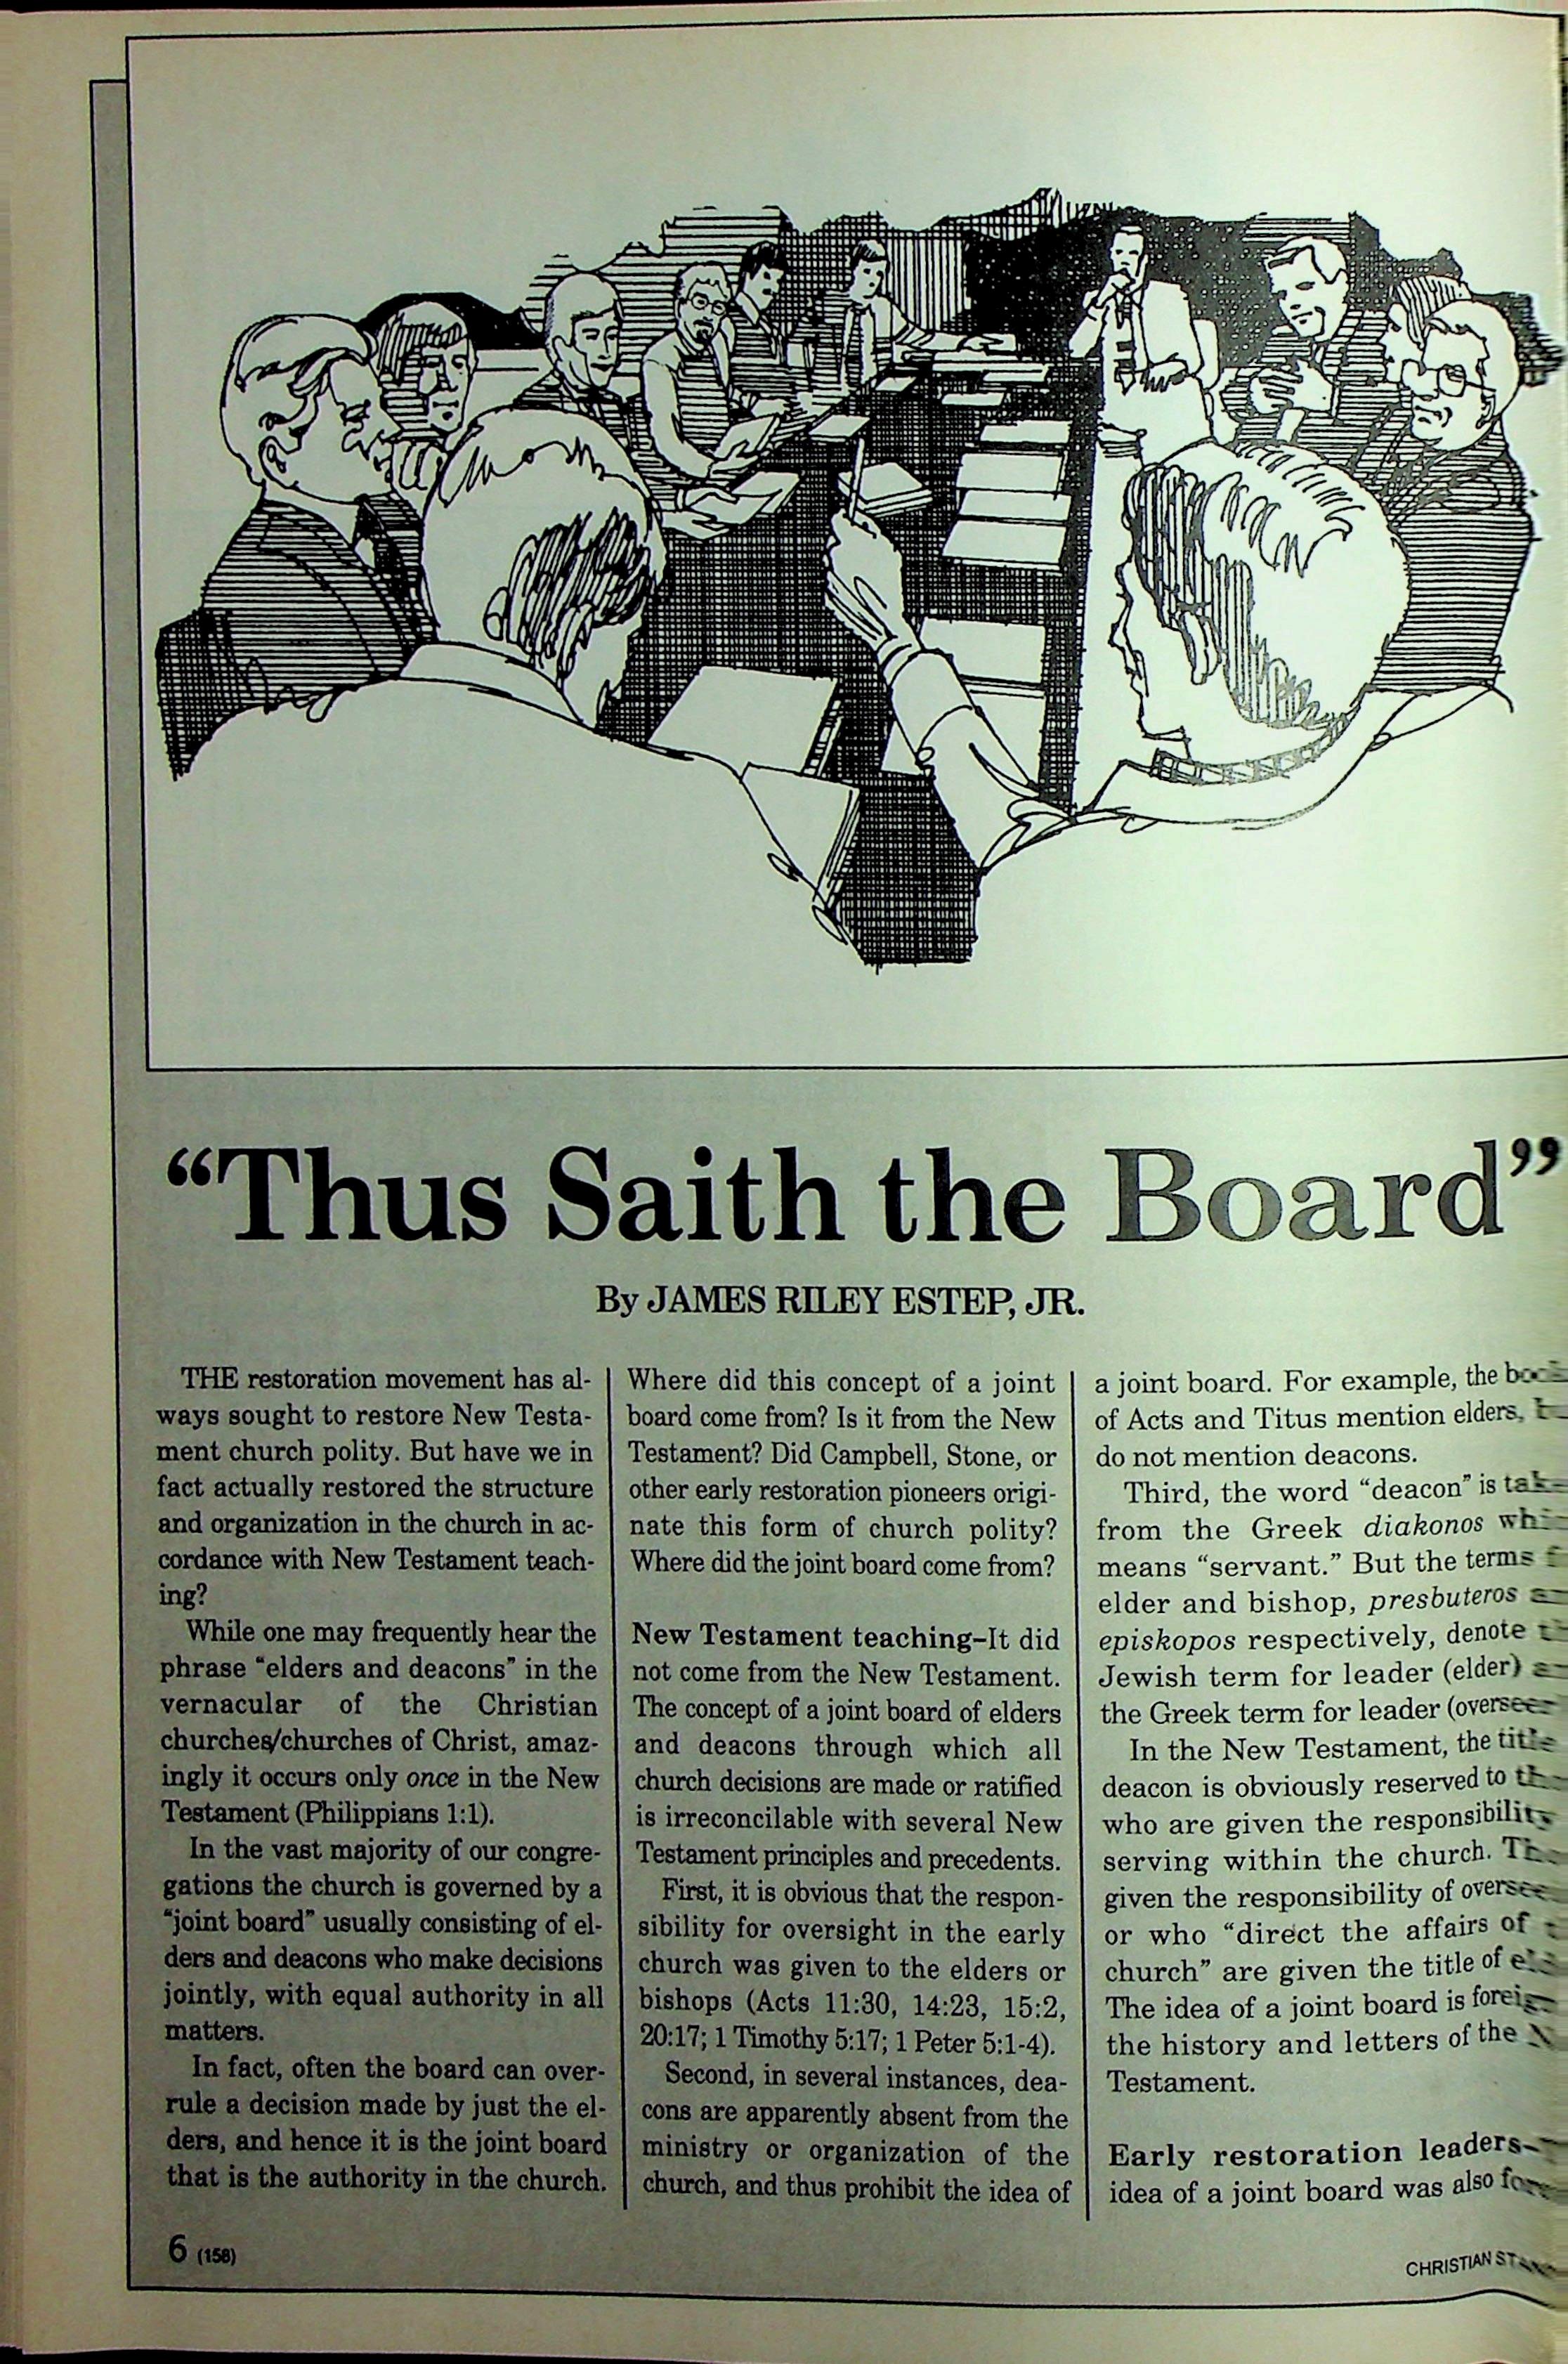 “Thus Saith the Board”
By JAMES RILEY ESTEP, JR.
THE restoration movement has al-
ways sought to restore New Testa-
ment church polity. But have we in
fact actually restored the structure
and organization in the church in ac-
cordance with New Testament teach-
ing?
While one may frequently hear the
phrase “elders and deacons” in the
vernacular of the Christian
churches/churches of Christ, amaz-
ingly it occurs only once in the New
Testament (Philippians 1:1).
In the vast majority of our congre-
gations the church is governed by a
“joint board” usually consisting of el-
ders and deacons who make decisions
jointly, with equal authority in all
matters.
In fact, often the board can over-
rule a decision made by just the el-
ders, and hence it is the joint board
that is the authority in the church.
Where did this concept of a joint
board come from? Is it from the New
Testament? Did Campbell, Stone, or
other early restoration pioneers origi-
nate this form of church polity?
Where did the joint board come from?
New Testament teaching–It did
not come from the New Testament.
The concept of a joint board of elders
and deacons through which all
church decisions are made or ratified
is irreconcilable with several New
Testament principles and precedents.
First, it is obvious that the respon-
sibility for oversight in the early
church was given to the elders or
bishops (Acts 11:30, 14:23, 15:2,
20:17; 1 Timothy 5:17; 1 Peter 5:1-4).
Second, in several instances, dea-
cons are apparently absent from the
ministry or organization of the
church, and thus prohibit the idea of
a joint board. For example, the
of Acts and Titus mention elders,
do not mention deacons.
Third, the word “deacon” is
from the Greek diakonos
means “servant.” But the terms
elder and bishop, presbuteros
episkopos respectively, denote
Jewish term for leader (elder)
the Greek term for leader
In the New Testament, the title
deacon is obviously reserved to
who are given the responsibility
serving within the church.
given the responsibility of
or who “direct the affairs of
church” are given the title of
The idea of a joint board is
the history and letters of the
Testament.
Early restoration leaders–
idea of a joint board was also
6 (158)
CHRISTIAN